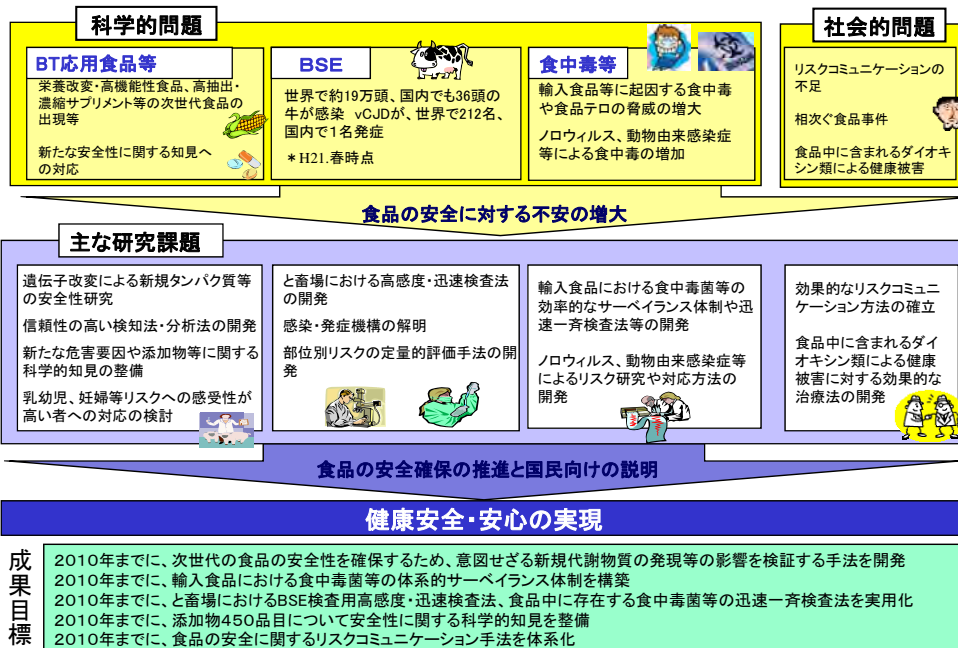 科学的問題
社会的問題
BT応用食品等
栄養改変・高機能性食品、高抽出・
濃縮サプリメント等の次世代食品の
出現等
新たな安全性に関する知見へ
の対応
BSE
世界で約19万頭、国内でも36頭の
牛が感染 vCJDが、世界で212名、
国内で１名発症
＊H21.春時点
食中毒等
輸入食品等に起因する食中毒
や食品テロの脅威の増大
ノロウィルス、動物由来感染症
等による食中毒の増加
リスクコミュニケーションの
不足
相次ぐ食品事件
食品中に含まれるダイオキ
シン類による健康被害
食品の安全に対する不安の増大
主な研究課題
遺伝子改変による新規タンパク質等
の安全性研究
信頼性の高い検知法・分析法の開発
新たな危害要因や添加物等に関する
科学的知見の整備
乳幼児、妊婦等リスクへの感受性が
高い者への対応の検討
と畜場における高感度・迅速検査法
の開発
感染・発症機構の解明
部位別リスクの定量的評価手法の開
発
輸入食品における食中毒菌等の
効率的なサーベイランス体制や迅
速一斉検査法等の開発
ノロウィルス、動物由来感染症等
によるリスク研究や対応方法の
開発
効果的なリスクコミュニ
ケーション方法の確立
食品中に含まれるダイ
オキシン類による健康
被害に対する効果的な
治療法の開発
食品の安全確保の推進と国民向けの説明
健康安全・安心の実現
成果目標
２０１０年までに、次世代の食品の安全性を確保するため、意図せざる新規代謝物質の発現等の影響を検証する手法を開発
２０１０年までに、輸入食品における食中毒菌等の体系的サーベイランス体制を構築
２０１０年までに、と畜場におけるBSE検査用高感度・迅速検査法、食品中に存在する食中毒菌等の迅速一斉検査法を実用化
２０１０年までに、添加物４５０品目について安全性に関する科学的知見を整備
２０１０年までに、食品の安全に関するリスクコミュニケーション手法を体系化